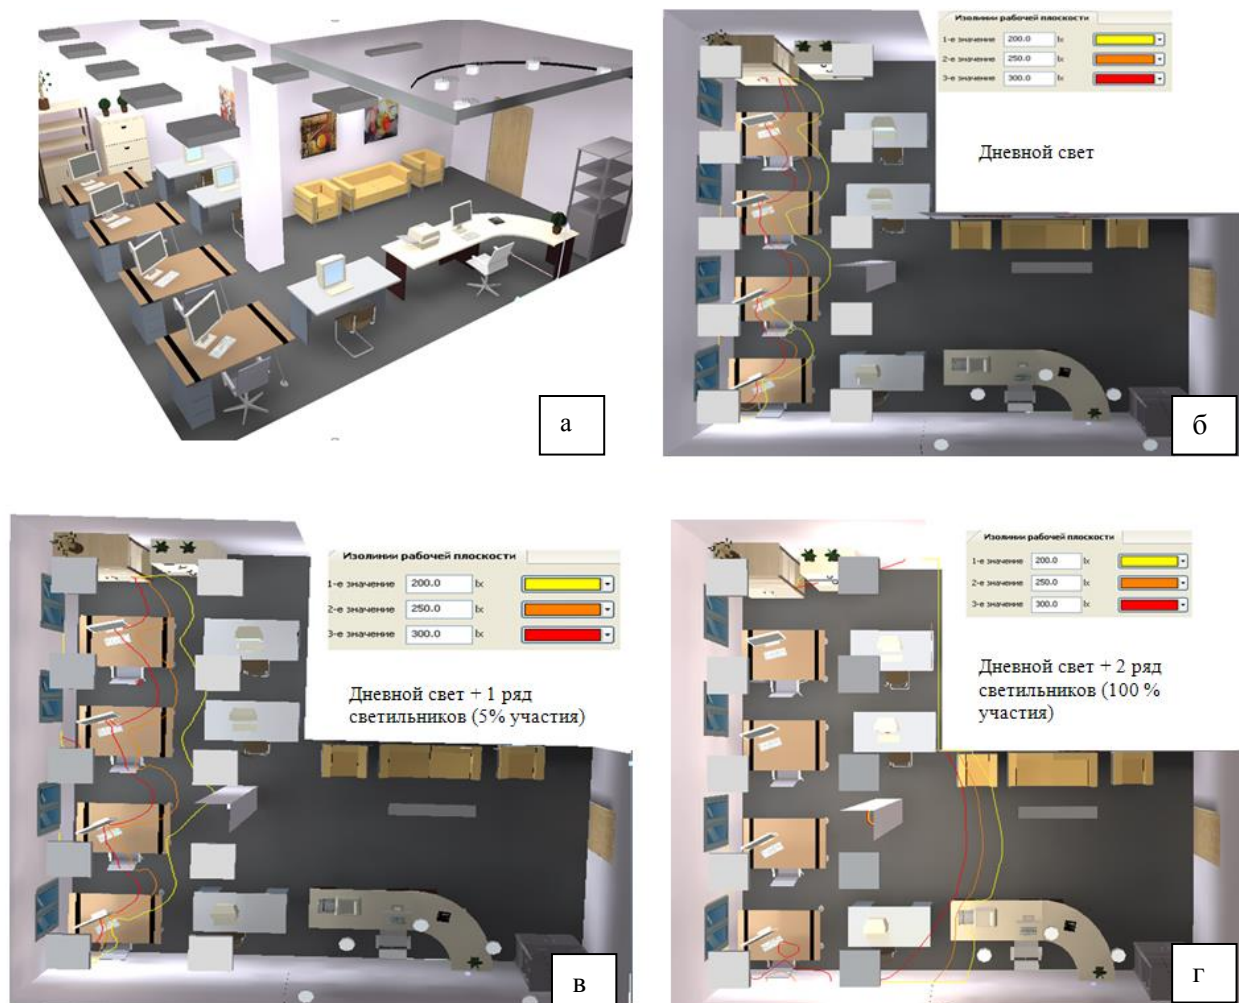 а
Изолинии рабочей плоскости
1-е значение 200.0 lx
2-е значение 250.0 lx
3-е значение 300.0 lx
Дневной свет
б
Изолинии рабочей плоскости
1-е значение 200.0 lx
2-е значение 250.0 lx
3-е значение 300.0 lx
Дневной свет + 1 ряд
светильников (5% участия)
в
Изолинии рабочей плоскости
1-е значение 200.0 lx
2-е значение 250.0 lx
3-е значение 300.0 lx
Дневной свет + 2 ряд
светильников (100 %
участия)
г